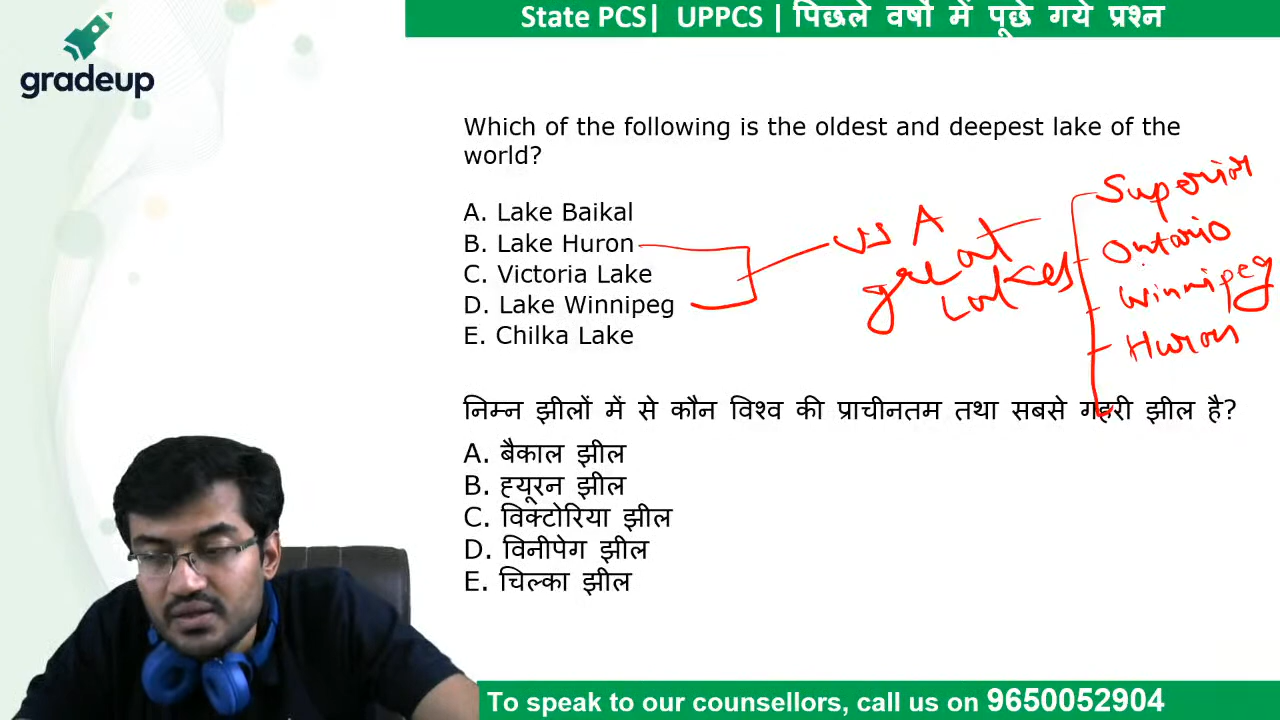 State PCS| UPPCS | पिछले वर्षो में पूछे गये प्रश्न
gradeup
Which of the following is the oldest and deepest lake of the
world?
A. Lake Baikal
B. Lake Huron
C. Victoria Lake
D. Lake Winnipeg
E. Chilka Lake
US A
great
Lakes
Superior
Ontario
Winnipeg
Huron
निम्न झीलों में से कौन विश्व की प्राचीनतम तथा सबसे गहरी झील है?
A. बैकाल झील
B. ह्यूरन झील
C. विक्टोरिया झील
D. विनीपेग झील
E. चिल्का झील
To speak to our counsellors, call us on 9650052904